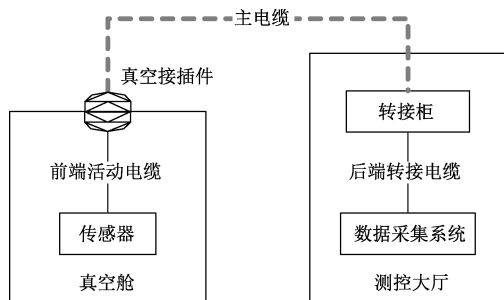 主电缆
真空接插件
转接柜
前端活动电缆
后端转接电缆
传感器
数据采集系统
真空舱
测控大厅